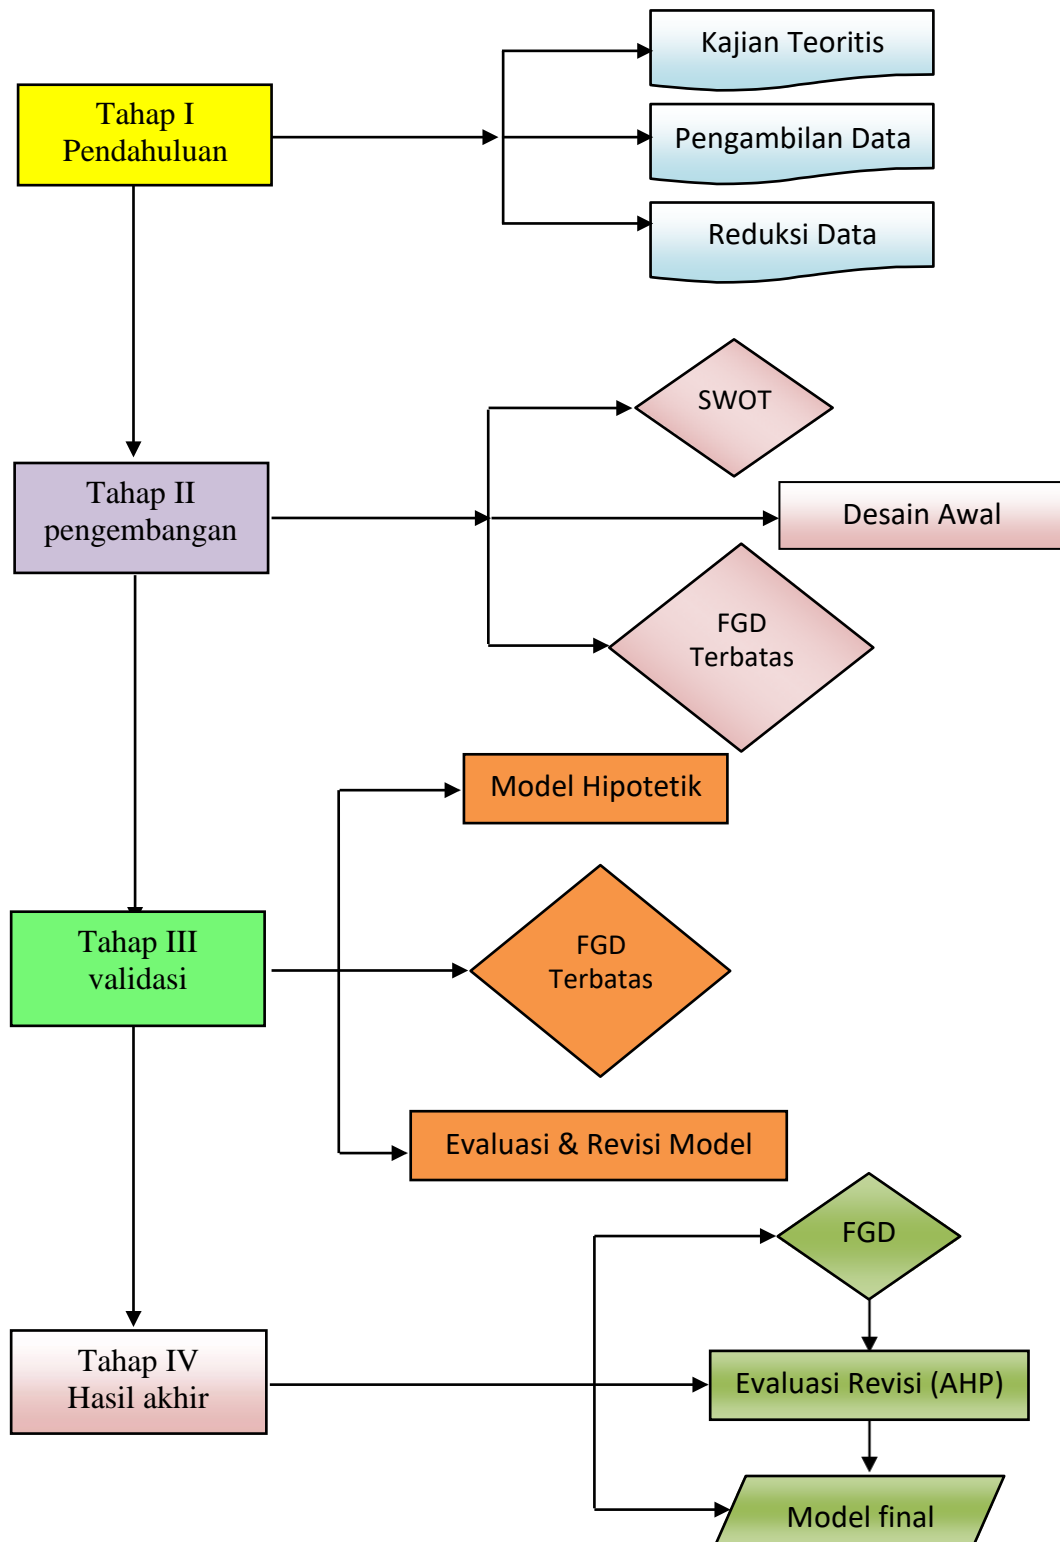 Kajian Teoritis
Tahap I
Pendahuluan
Pengambilan Data
Reduksi Data
SWOT
Tahap II
pengembangan
Desain Awal
FGD
Terbatas
Model Hipotetik
Tahap III
validasi
FGD
Terbatas
Evaluasi & Revisi Model
FGD
Tahap IV
Hasil akhir
Evaluasi Revisi (AHP)
Model final